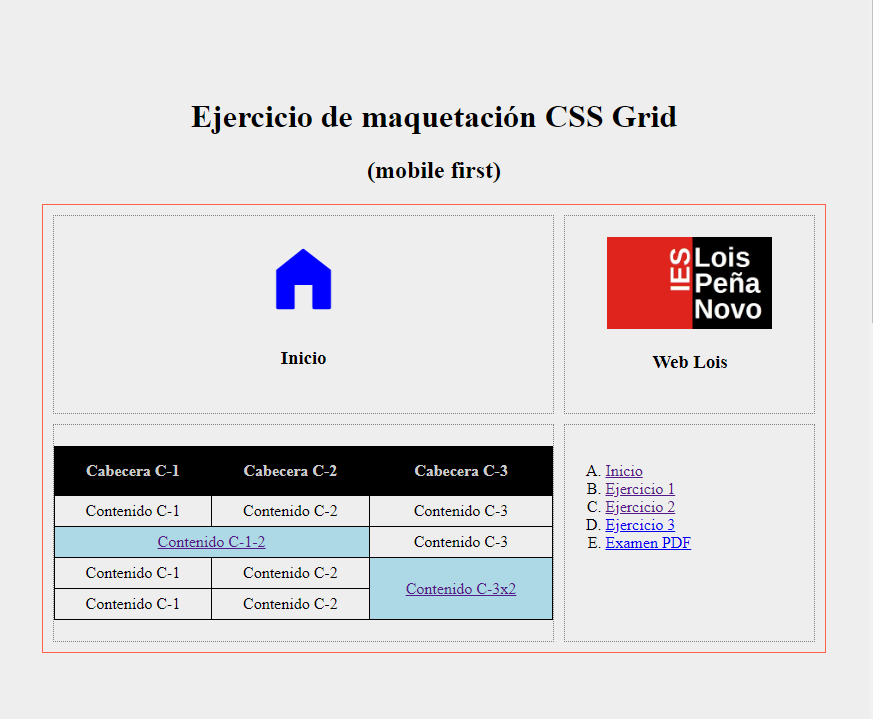 Ejercicio de maquetación CSS Grid
(mobile first)
Inicio
IES
Lois
Peña
Novo
Web Lois
Cabecera C-1 Cabecera C-2 Cabecera C-3
Contenido C-1 Contenido C-2 Contenido C-3
Contenido C-1-2 Contenido C-3
Contenido C-1 Contenido C-2 Contenido C-3x2
Contenido C-1 Contenido C-2
A. Inicio
B. Ejercicio 1
C. Ejercicio 2
D. Ejercicio 3
E. Examen PDF